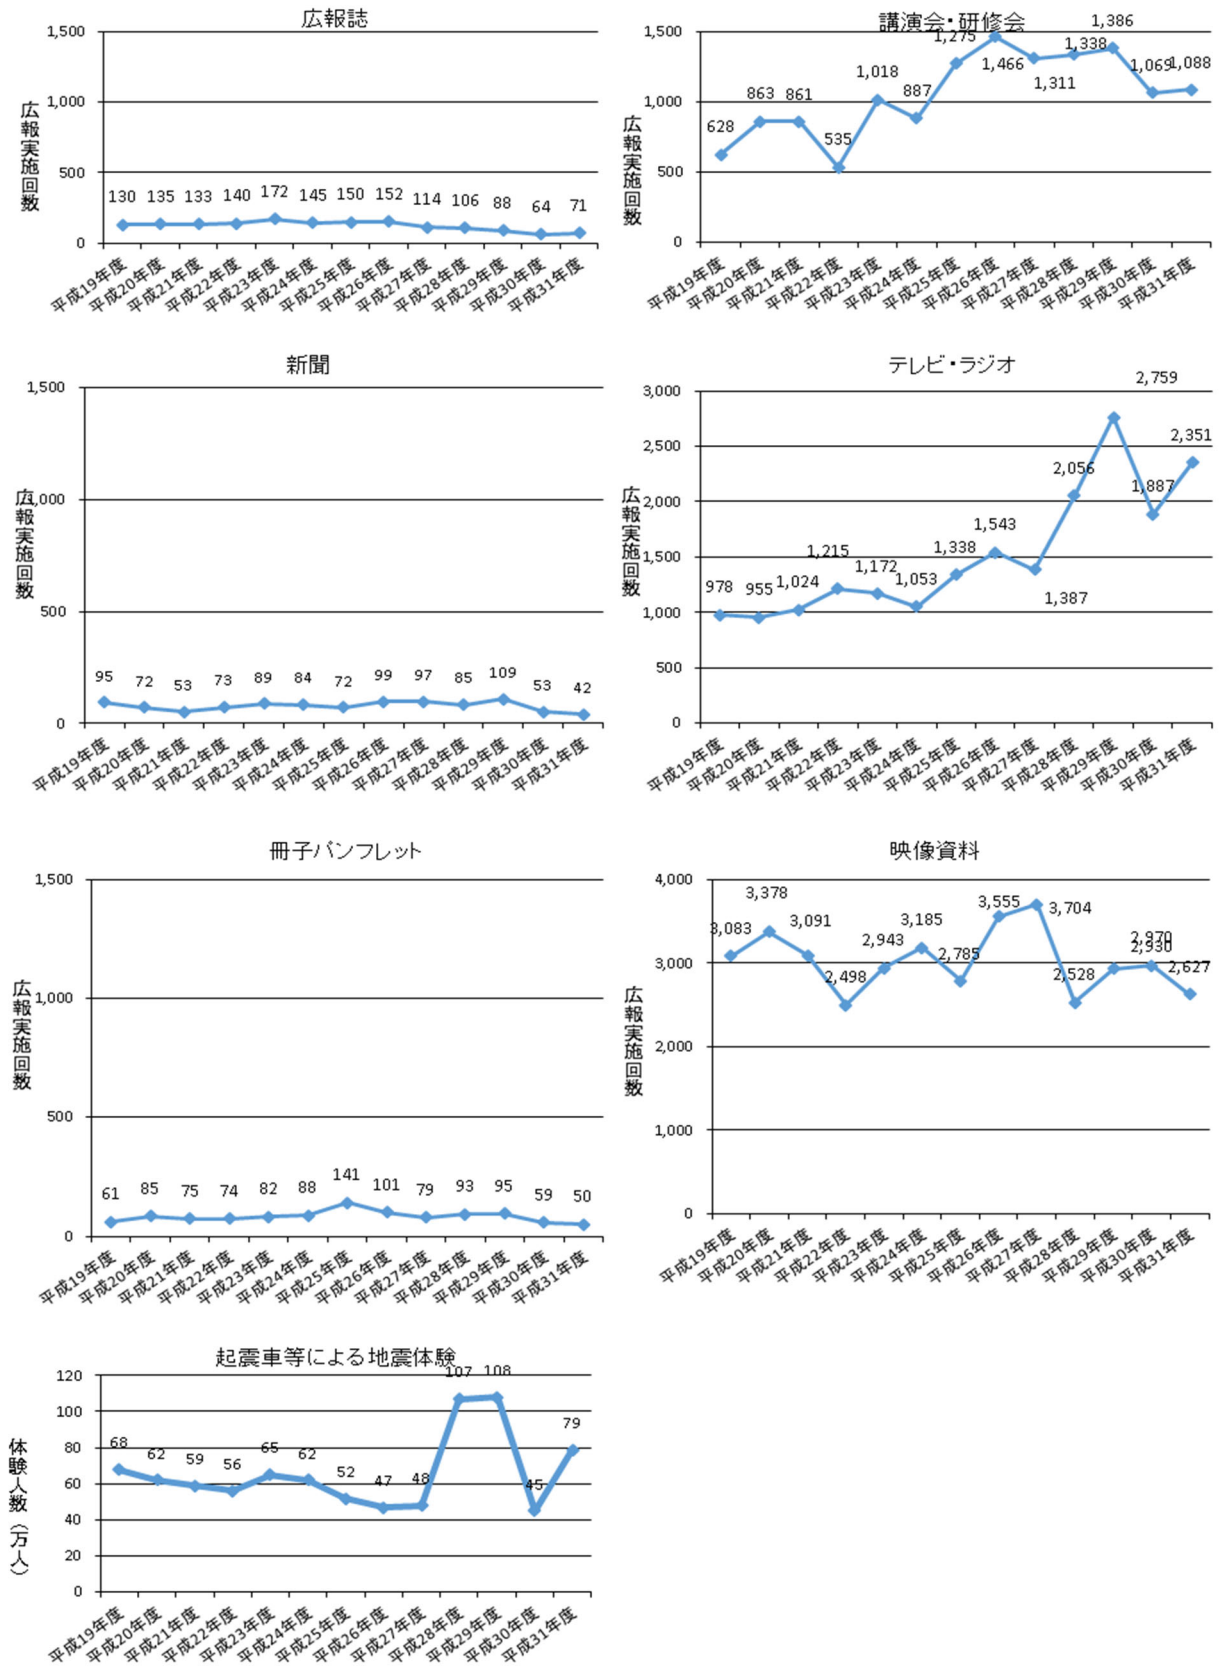 広報誌
広報実施回数
1,500
1,000
500
0
130 135 133 140 172 145 150 152 114 106 88 64 71
平成19年度 平成20年度 平成21年度 平成22年度 平成23年度 平成24年度 平成25年度 平成26年度 平成27年度 平成28年度 平成29年度 平成30年度 平成31年度
講演会・研修会
広報実施回数
1,500
1,000
500
0
628 863 861 535 1,018 887 1,275 1,466 1,311 1,338 1,386 1,069 1,088
平成19年度 平成20年度 平成21年度 平成22年度 平成23年度 平成24年度 平成25年度 平成26年度 平成27年度 平成28年度 平成29年度 平成30年度 平成31年度
新聞
広報実施回数
1,500
1,000
500
0
95 72 53 73 89 84 72 99 97 85 109 53 42
平成19年度 平成20年度 平成21年度 平成22年度 平成23年度 平成24年度 平成25年度 平成26年度 平成27年度 平成28年度 平成29年度 平成30年度 平成31年度
テレビ・ラジオ
広報実施回数
3,000
2,500
2,000
1,500
1,000
500
0
978 955 1,024 1,215 1,172 1,053 1,338 1,543 1,387 2,056 2,759 1,887 2,351
平成19年度 平成20年度 平成21年度 平成22年度 平成23年度 平成24年度 平成25年度 平成26年度 平成27年度 平成28年度 平成29年度 平成30年度 平成31年度
冊子パンフレット
広報実施回数
1,500
1,000
500
0
61 85 75 74 82 88 141 101 79 93 95 59 50
平成19年度 平成20年度 平成21年度 平成22年度 平成23年度 平成24年度 平成25年度 平成26年度 平成27年度 平成28年度 平成29年度 平成30年度 平成31年度
映像資料
広報実施回数
4,000
3,000
2,000
1,000
0
3,083 3,378 3,091 2,498 2,943 3,185 2,785 3,555 3,704 2,528 2,930 2,970 2,627
平成19年度 平成20年度 平成21年度 平成22年度 平成23年度 平成24年度 平成25年度 平成26年度 平成27年度 平成28年度 平成29年度 平成30年度 平成31年度
起震車等による地震体験
体験人数（万人）
120
100
80
60
40
20
0
68 62 59 56 65 62 52 47 48 107 108 45 79
平成19年度 平成20年度 平成21年度 平成22年度 平成23年度 平成24年度 平成25年度 平成26年度 平成27年度 平成28年度 平成29年度 平成30年度 平成31年度